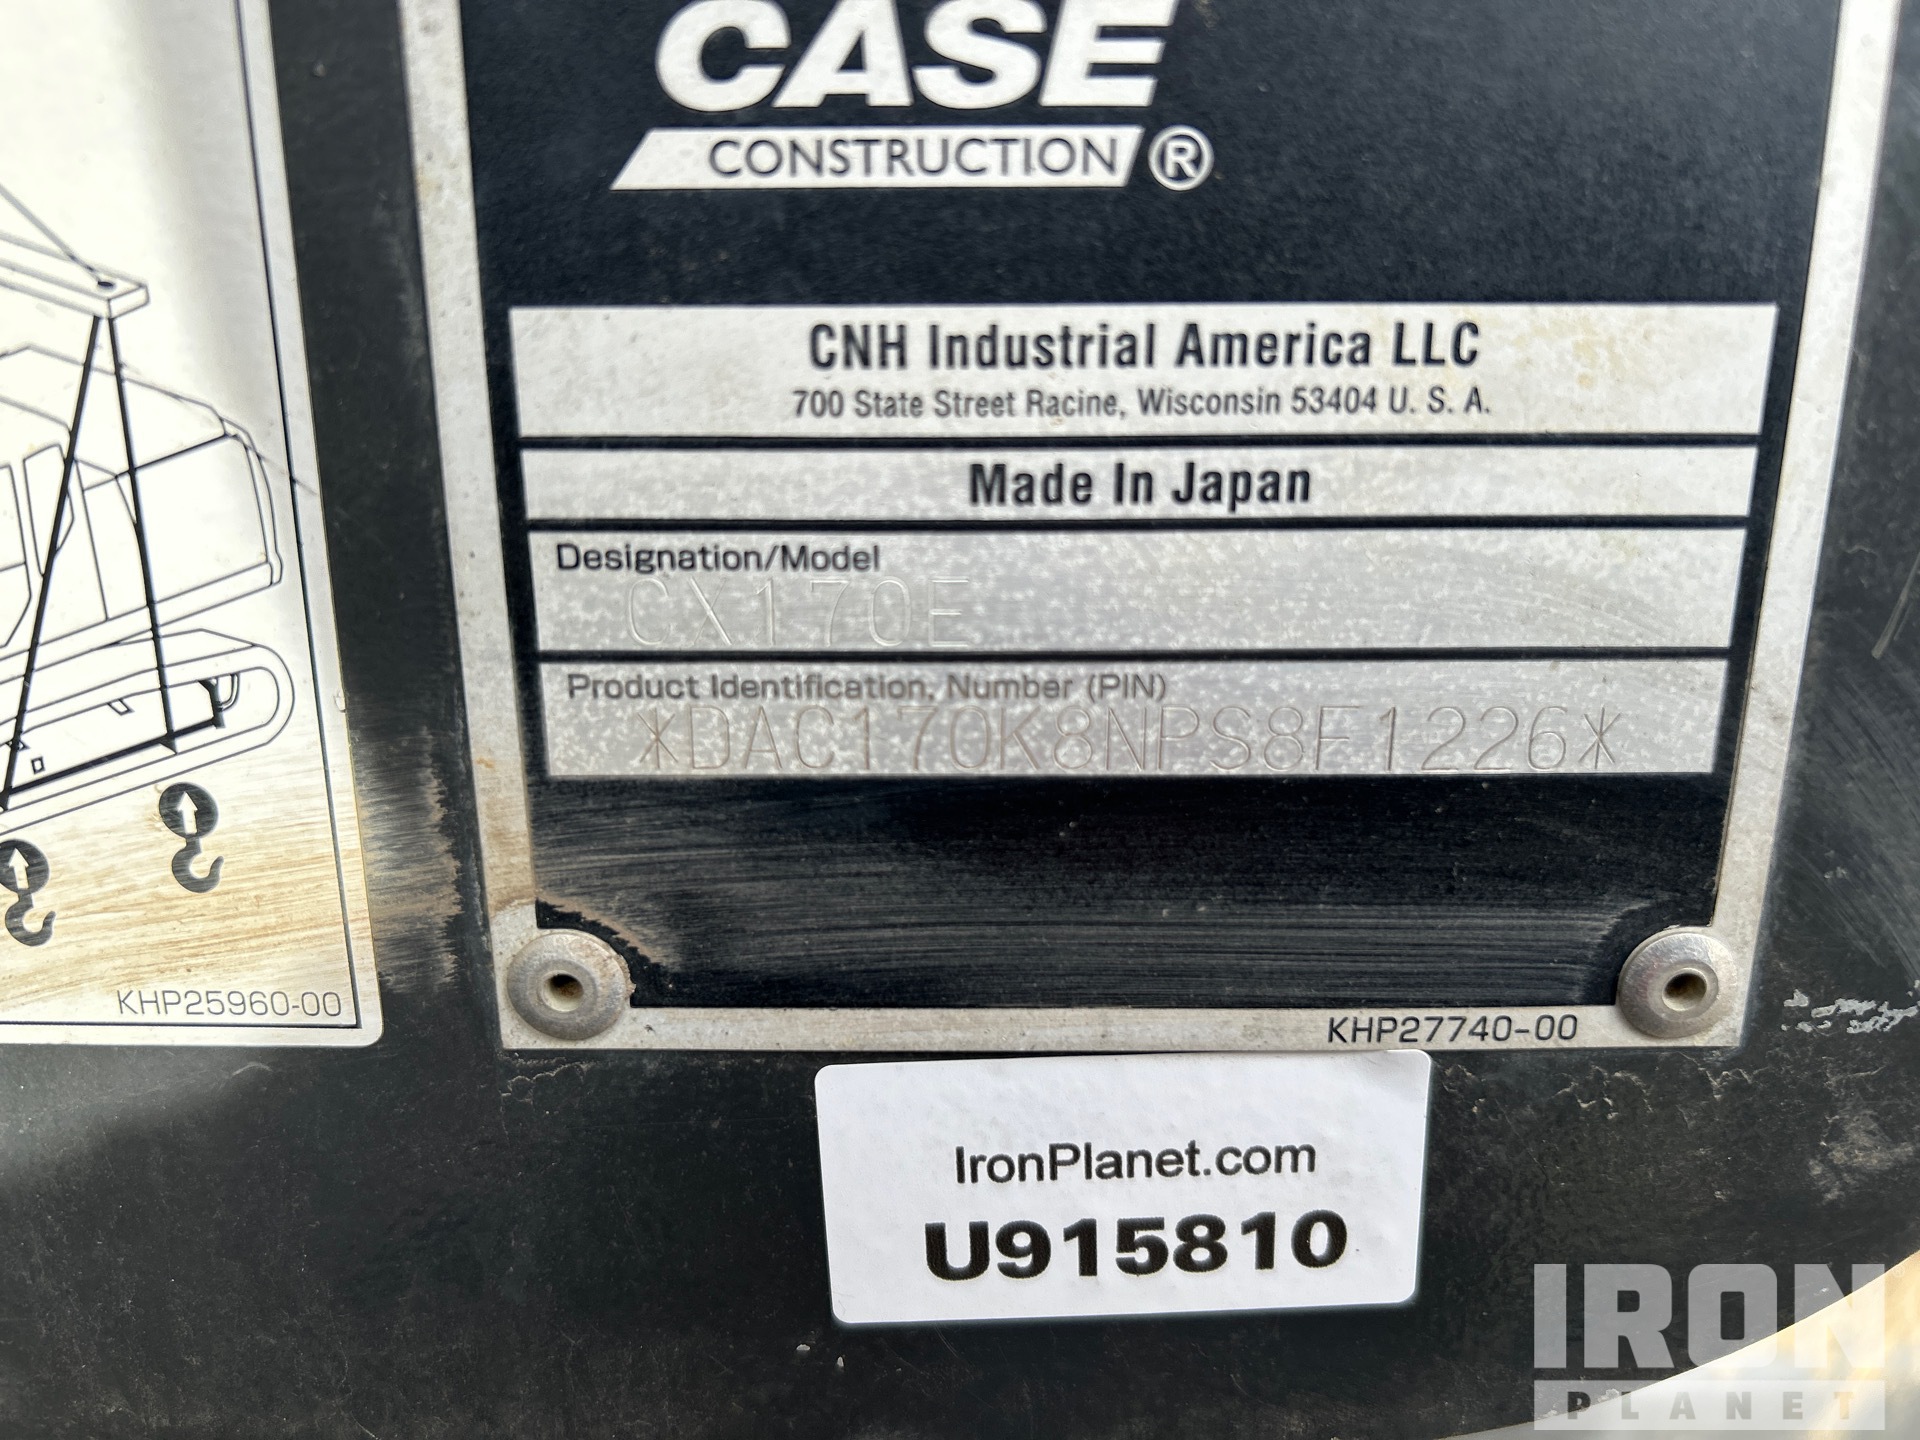 CASE
CONSTRUCTION ®
CNH Industrial America LLC
700 State Street Racine, Wisconsin 53404 U. S. A.
Made In Japan
Designation/Model
CX170E
Product Identification, Number (PIN)
*DAC170K8NPS8F1226*
KHP25960-00
KHP27740-00
IronPlanet.com
U915810
IRON
PLANET